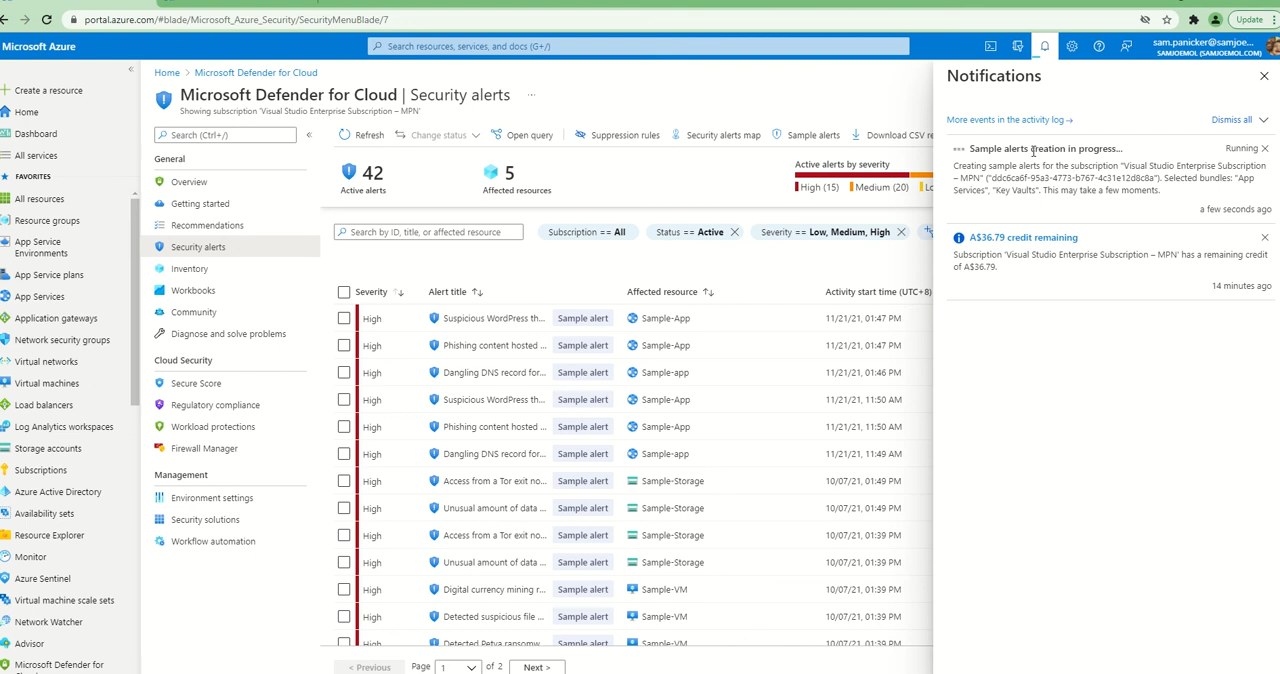 portal.azure.com/#blade/Microsoft_Azure_Security/SecurityMenuBlade/7
Update
Microsoft Azure
Search resources, services, and docs (G+/)
sam.panicker@samjoe...
SAMJOEMOL (SAMJOEMOL.COM)
Create a resource
Home
Dashboard
All services
FAVORITES
All resources
Resource groups
App Service
Environments
App Service plans
App Services
Application gateways
Network security groups
Virtual networks
Virtual machines
Load balancers
Log Analytics workspaces
Storage accounts
Subscriptions
Azure Active Directory
Availability sets
Resource Explorer
Monitor
Azure Sentinel
Virtual machine scale sets
Network Watcher
Advisor
Microsoft Defender for
Home > Microsoft Defender for Cloud
Microsoft Defender for Cloud | Security alerts ...
Showing subscription 'Visual Studio Enterprise Subscription – MPN'
Search (Ctrl+/)
General
Overview
Getting started
Recommendations
Security alerts
Inventory
Workbooks
Community
Diagnose and solve problems
Cloud Security
Secure Score
Regulatory compliance
Workload protections
Firewall Manager
Management
Environment settings
Security solutions
Workflow automation
Refresh Change status Open query Suppression rules Security alerts map Sample alerts Download CSV re
42
Active alerts
5
Affected resources
Active alerts by severity
High (15) Medium (20) Lo
Search by ID, title, or affected resource
Subscription == All Status == Active Severity == Low, Medium, High
Severity Alert title Affected resource Activity start time (UTC+8)
High Suspicious WordPress th... Sample alert Sample-App 11/21/21, 01:47 PM
High Phishing content hosted ... Sample alert Sample-App 11/21/21, 01:47 PM
High Dangling DNS record for... Sample alert Sample-app 11/21/21, 01:46 PM
High Suspicious WordPress th... Sample alert Sample-App 11/21/21, 11:50 AM
High Phishing content hosted ... Sample alert Sample-App 11/21/21, 11:50 AM
High Dangling DNS record for... Sample alert Sample-app 11/21/21, 11:49 AM
High Access from a Tor exit no... Sample alert Sample-Storage 10/07/21, 01:49 PM
High Unusual amount of data ... Sample alert Sample-Storage 10/07/21, 01:49 PM
High Access from a Tor exit no... Sample alert Sample-Storage 10/07/21, 01:39 PM
High Unusual amount of data ... Sample alert Sample-Storage 10/07/21, 01:39 PM
High Digital currency mining r... Sample alert Sample-VM 10/07/21, 01:39 PM
High Detected suspicious file ... Sample alert Sample-VM 10/07/21, 01:39 PM
High Detected Petya ransomw... Sample alert Sample-VM 10/07/21, 01:39 PM
< Previous Page 1 of 2 Next >
Notifications
More events in the activity log → Dismiss all
Sample alerts creation in progress... Running
Creating sample alerts for the subscription "Visual Studio Enterprise Subscription
– MPN" ("ddc6ca6f-95a3-4773-b767-4c31e12d8c8a"). Selected bundles: "App
Services", "Key Vaults". This may take a few moments.
a few seconds ago
A$36.79 credit remaining
Subscription 'Visual Studio Enterprise Subscription – MPN' has a remaining credit
of A$36.79.
14 minutes ago